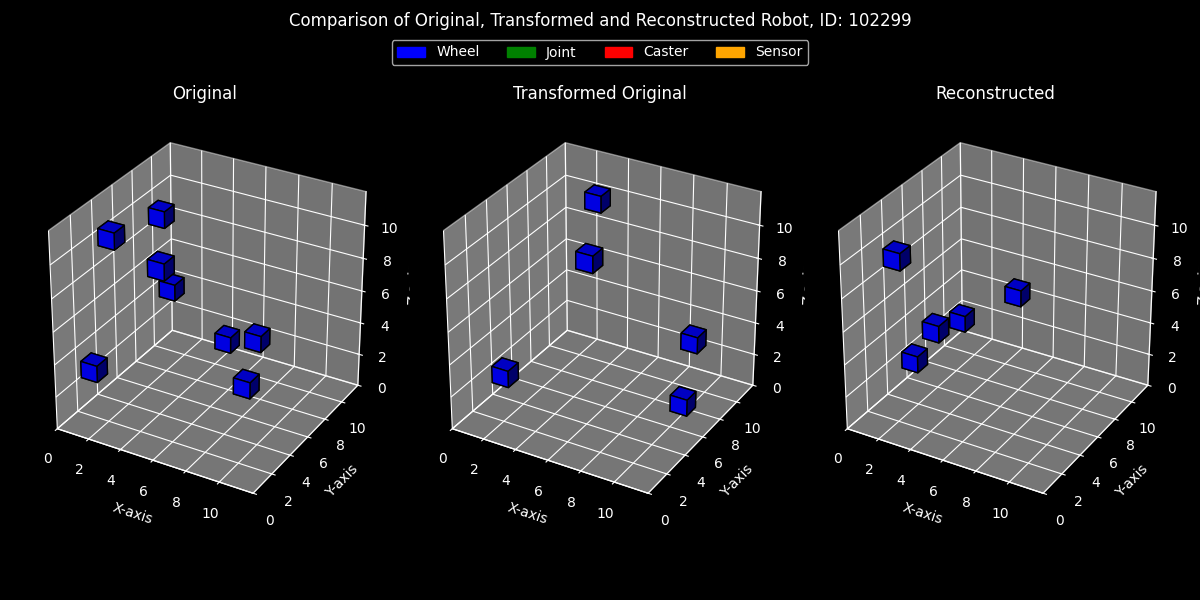 Comparison of Original, Transformed and Reconstructed Robot, ID: 102299
Wheel Joint Caster Sensor
Original Transformed Original Reconstructed
10 10 10
8 8 8
6 6 6
4 4 4
2 2 2
0 0 0
10 10 10
8 8 8
6 6 6
4 4 4
2 2 2
0 0 0
0 2 4 6 8 10 0 2 4 6 8 10 0 2 4 6 8 10
X-axis Y-axis X-axis Y-axis X-axis Y-axis